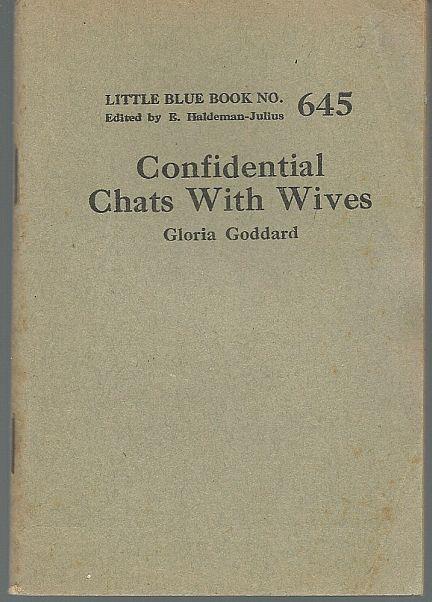 LITTLE BLUE BOOK NO. 645
Edited by E. Haldeman-Julius
Confidential
Chats With Wives
Gloria Goddard